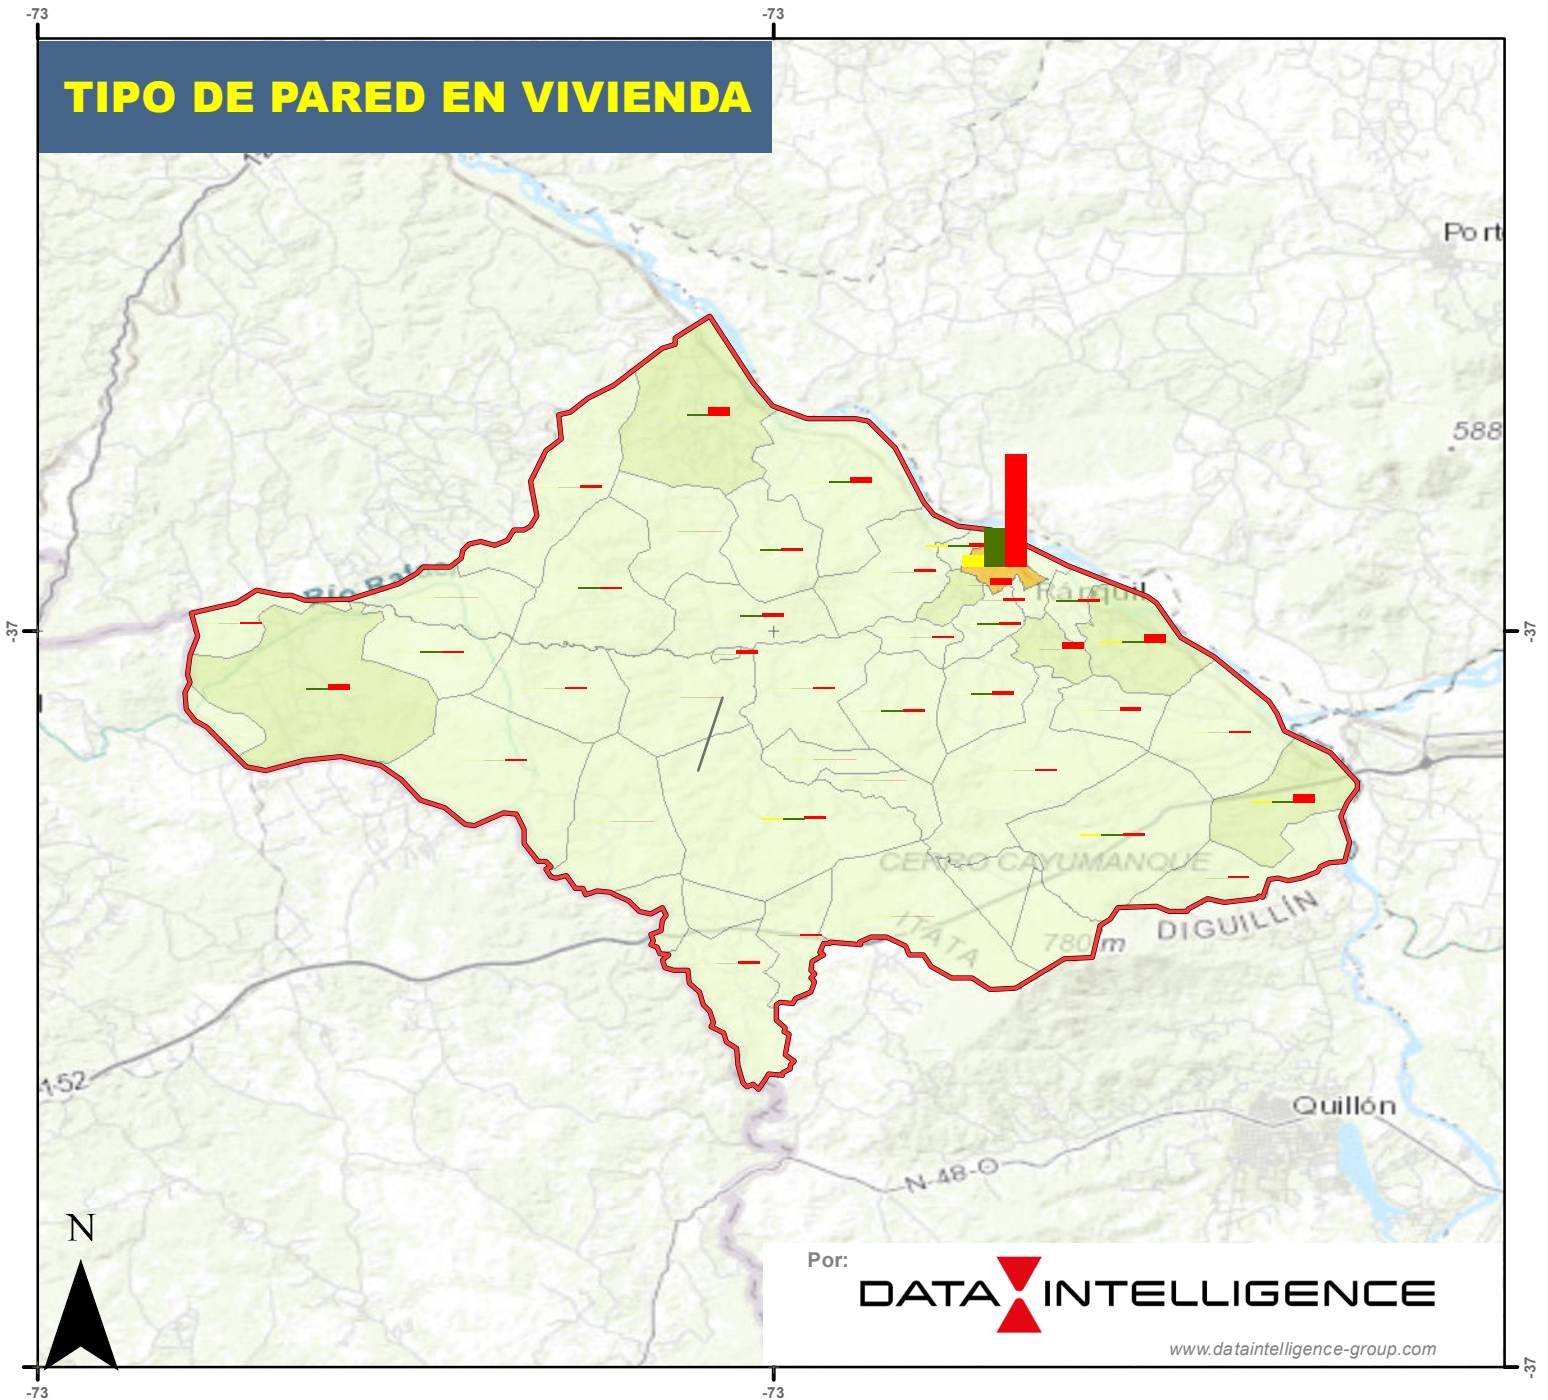 -73
-73
TIPO DE PARED EN VIVIENDA
588
Ránquil
-37
-37
CERRO CAYUMANQUE
ITATA
780 m
DIGUILLÍN
152
Quillón
N-48-O
N
Por:
DATA INTELLIGENCE
www.dataintelligence-group.com
-37
-73
-73